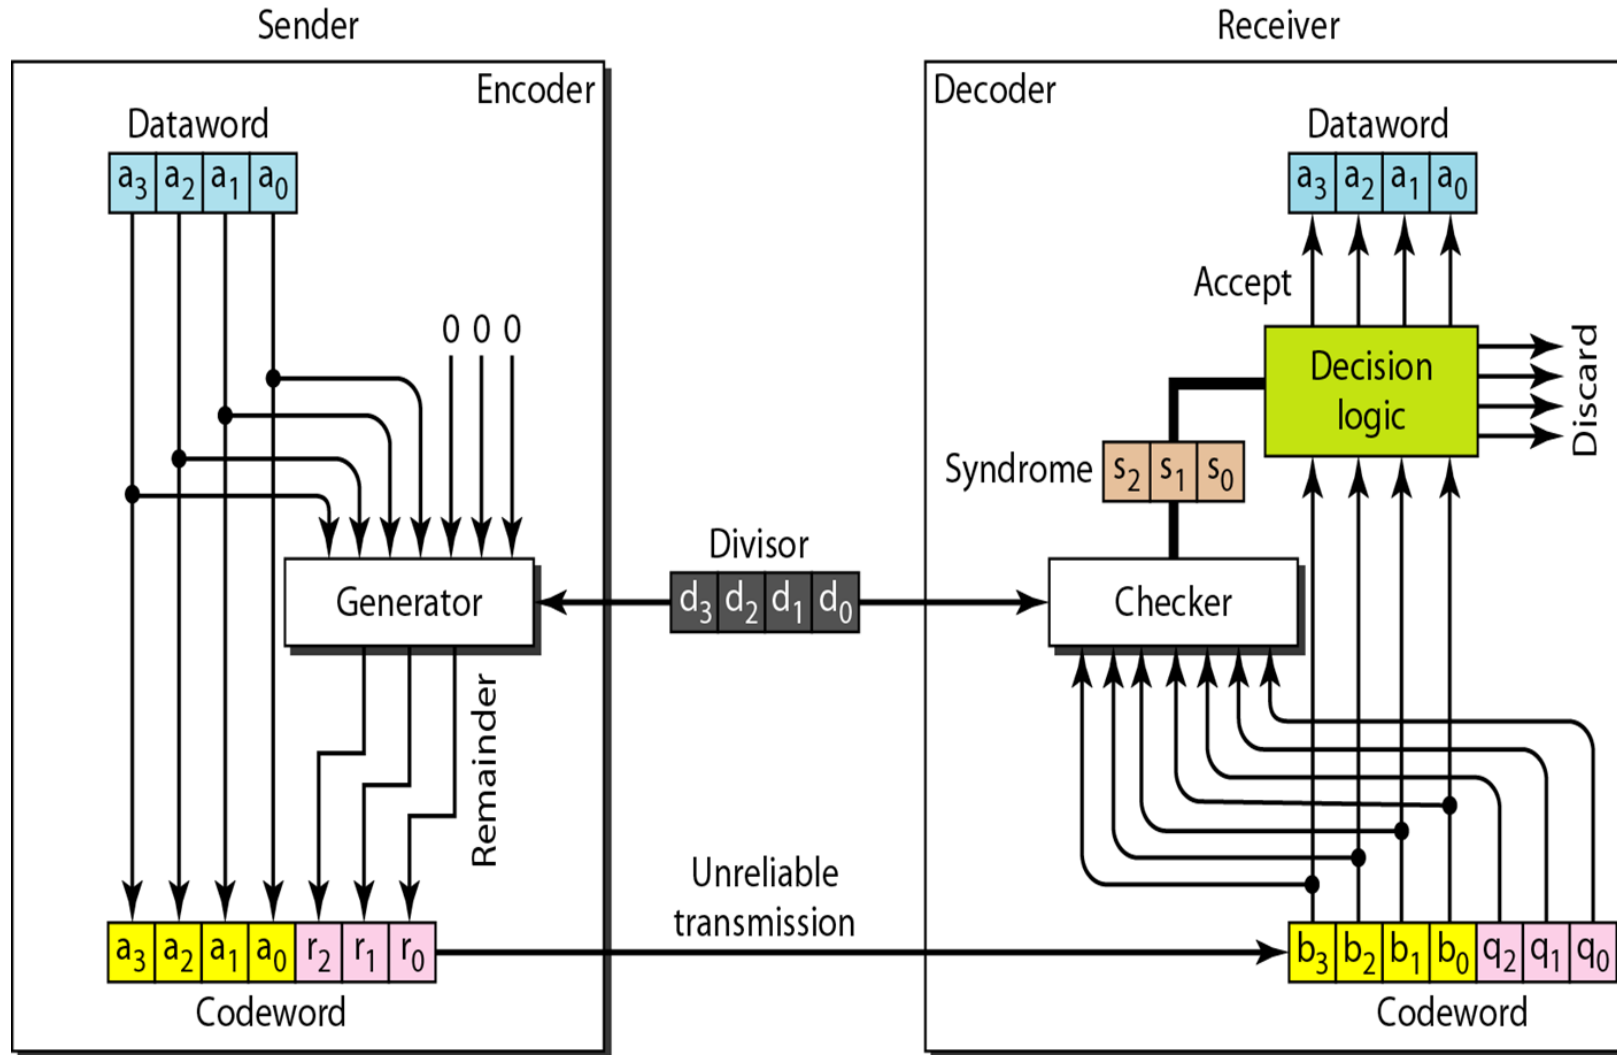 Sender
Encoder
Dataword
a3 a2 a1 a0
0 0 0
Generator
Remainder
a3 a2 a1 a0 r2 r1 r0
Codeword
Divisor
d3 d2 d1 d0
Unreliable
transmission
Receiver
Decoder
Dataword
a3 a2 a1 a0
Accept
Decision
logic
Discard
Syndrome
s2 s1 s0
Checker
b3 b2 b1 b0 q2 q1 q0
Codeword